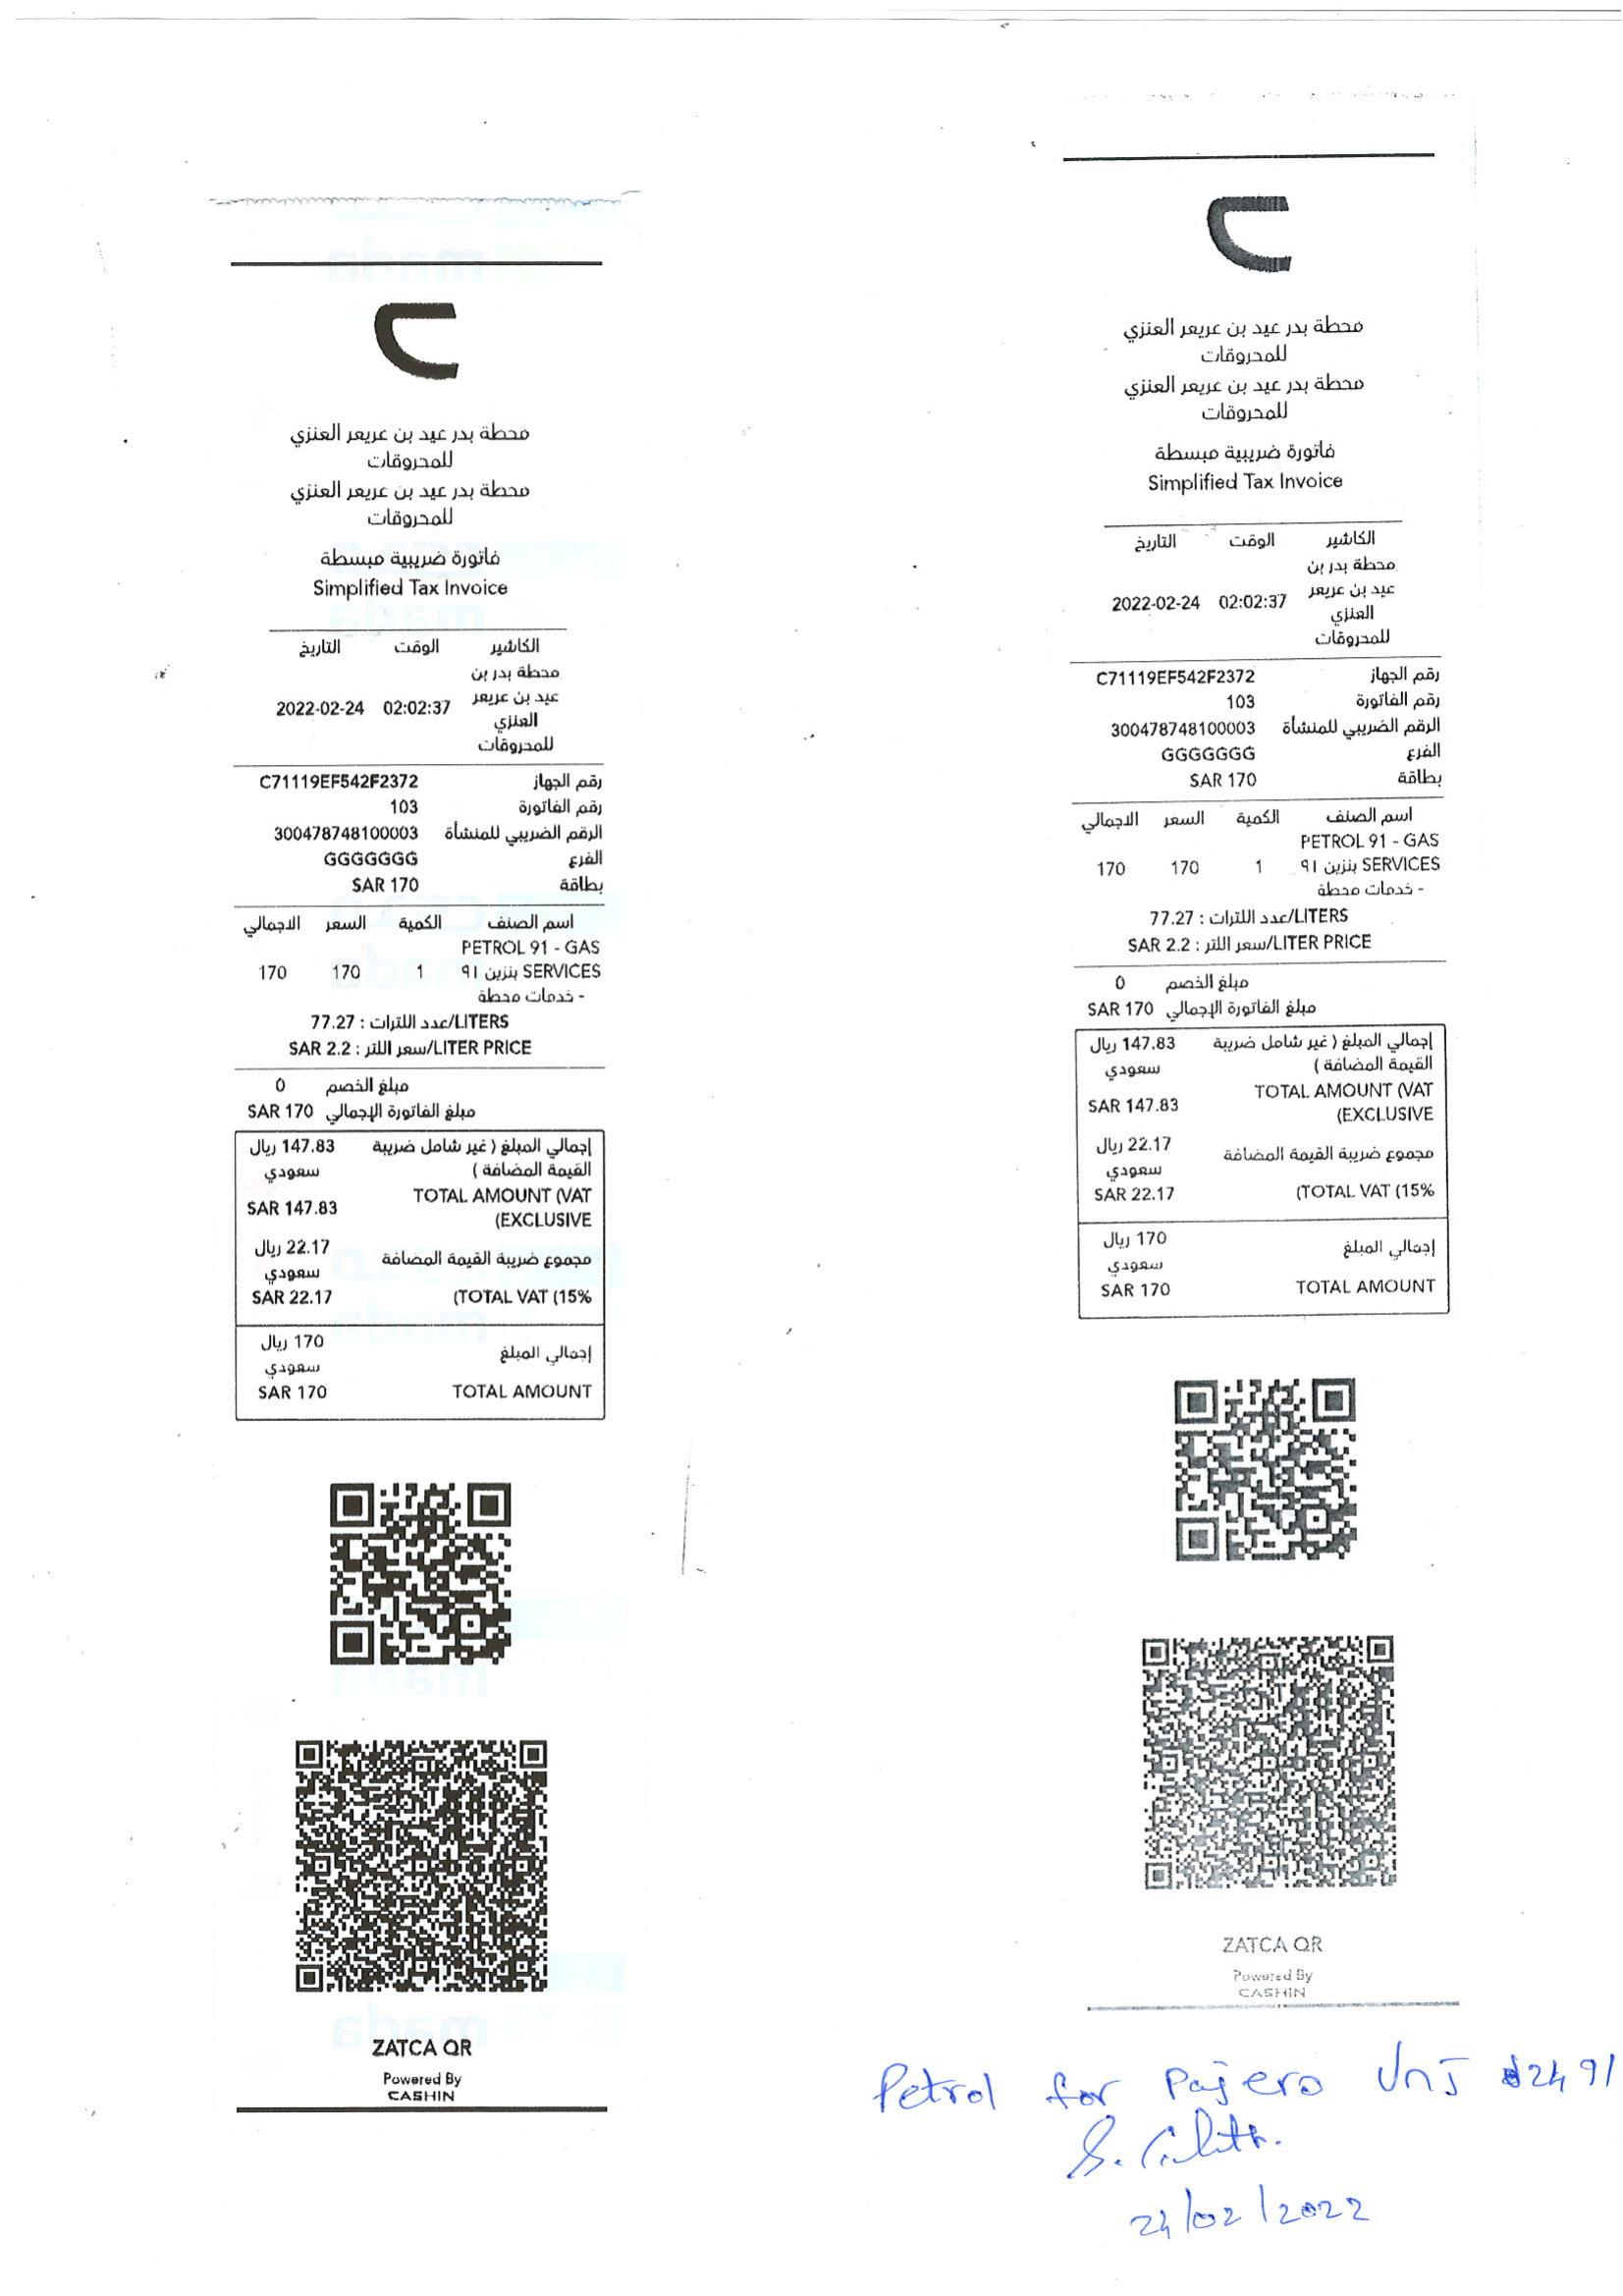 محطة بدر عيد بن عريعر العنزي
للمحروقات
محطة بدر عيد بن عريعر العنزي
للمحروقات
فاتورة ضريبية مبسطة
Simplified Tax Invoice
الكاشير الوقت التاريخ
محطة بدر بن
عيد بن عريعر
02:02:37 2022-02-24
العنزي
للمحروقات
رقم الجهاز C71119EF542F2372
رقم الفاتورة 103
الرقم الضريبي للمنشأة 300478748100003
الفرع GGGGGGG
بطاقة SAR 170
اسم الصنف الكمية السعر الاجمالي
PETROL 91 - GAS
SERVICES بنزين ٩١ 1 170 170
- خدمات محطة
LITERS/عدد اللترات : 77.27
LITER PRICE/سعر اللتر : SAR 2.2
مبلغ الخصم 0
مبلغ الفاتورة الإجمالي SAR 170
إجمالي المبلغ ( غير شامل ضريبة 147.83 ريال
القيمة المضافة ) سعودي
TOTAL AMOUNT (VAT
SAR 147.83
(EXCLUSIVE
22.17 ريال
مجموع ضريبة القيمة المضافة
سعودي
(TOTAL VAT (15% SAR 22.17
170 ريال
إجمالي المبلغ
سعودي
TOTAL AMOUNT SAR 170
ZATCA QR
Powered By
CASHIN
محطة بدر عيد بن عريعر العنزي
للمحروقات
محطة بدر عيد بن عريعر العنزي
للمحروقات
فاتورة ضريبية مبسطة
Simplified Tax Invoice
الكاشير الوقت التاريخ
محطة بدر بن
عيد بن عريعر
02:02:37 2022-02-24
العنزي
للمحروقات
رقم الجهاز C71119EF542F2372
رقم الفاتورة 103
الرقم الضريبي للمنشأة 300478748100003
الفرع GGGGGGG
بطاقة SAR 170
اسم الصنف الكمية السعر الاجمالي
PETROL 91 - GAS
SERVICES بنزين ٩١ 1 170 170
- خدمات محطة
LITERS/عدد اللترات : 77.27
LITER PRICE/سعر اللتر : SAR 2.2
مبلغ الخصم 0
مبلغ الفاتورة الإجمالي SAR 170
إجمالي المبلغ ( غير شامل ضريبة 147.83 ريال
القيمة المضافة ) سعودي
TOTAL AMOUNT (VAT
SAR 147.83
(EXCLUSIVE
22.17 ريال
مجموع ضريبة القيمة المضافة
سعودي
(TOTAL VAT (15% SAR 22.17
170 ريال
إجمالي المبلغ
سعودي
TOTAL AMOUNT SAR 170
ZATCA QR
Powered By
CASHIN
Petrol for Pajero 2491
24/02/2022